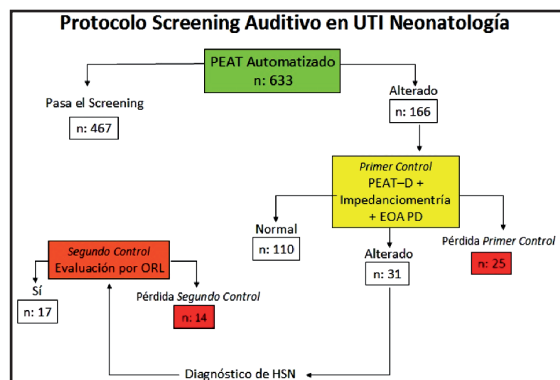 Protocolo Screening Auditivo en UTI Neonatología
PEAT Automatizado
n: 633
Pasa el Screening
n: 467
Alterado
n: 166
Primer Control
PEAT–D +
Impedanciomentría
+ EOA PD
Normal
n: 110
Alterado
n: 31
Pérdida Primer Control
n: 25
Segundo Control
Evaluación por ORL
Sí
n: 17
Pérdida Segundo Control
n: 14
Diagnóstico de HSN